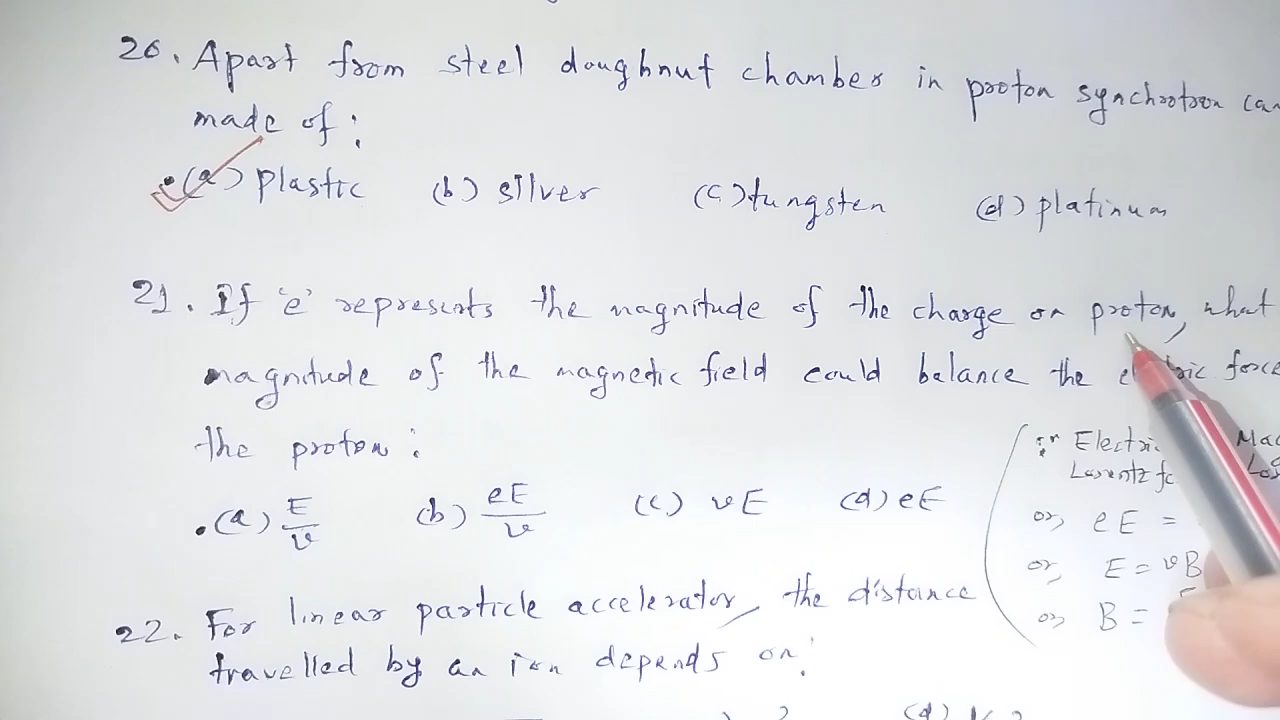 20. Apart from steel doughnut chamber in proton synchrotron can
made of:
(a) plastic (b) silver (c) tungsten (d) platinum
21. If 'e' represents the magnitude of the charge on proton, what
magnitude of the magnetic field could balance the electric force
the proton:
(a) E/v (b) eE/v (c) vE (d) eE
∵ Electric
Lorentz
or, eE =
or, E = vB
or, B =
22. For linear particle accelerator, the distance
travelled by an ion depends on: